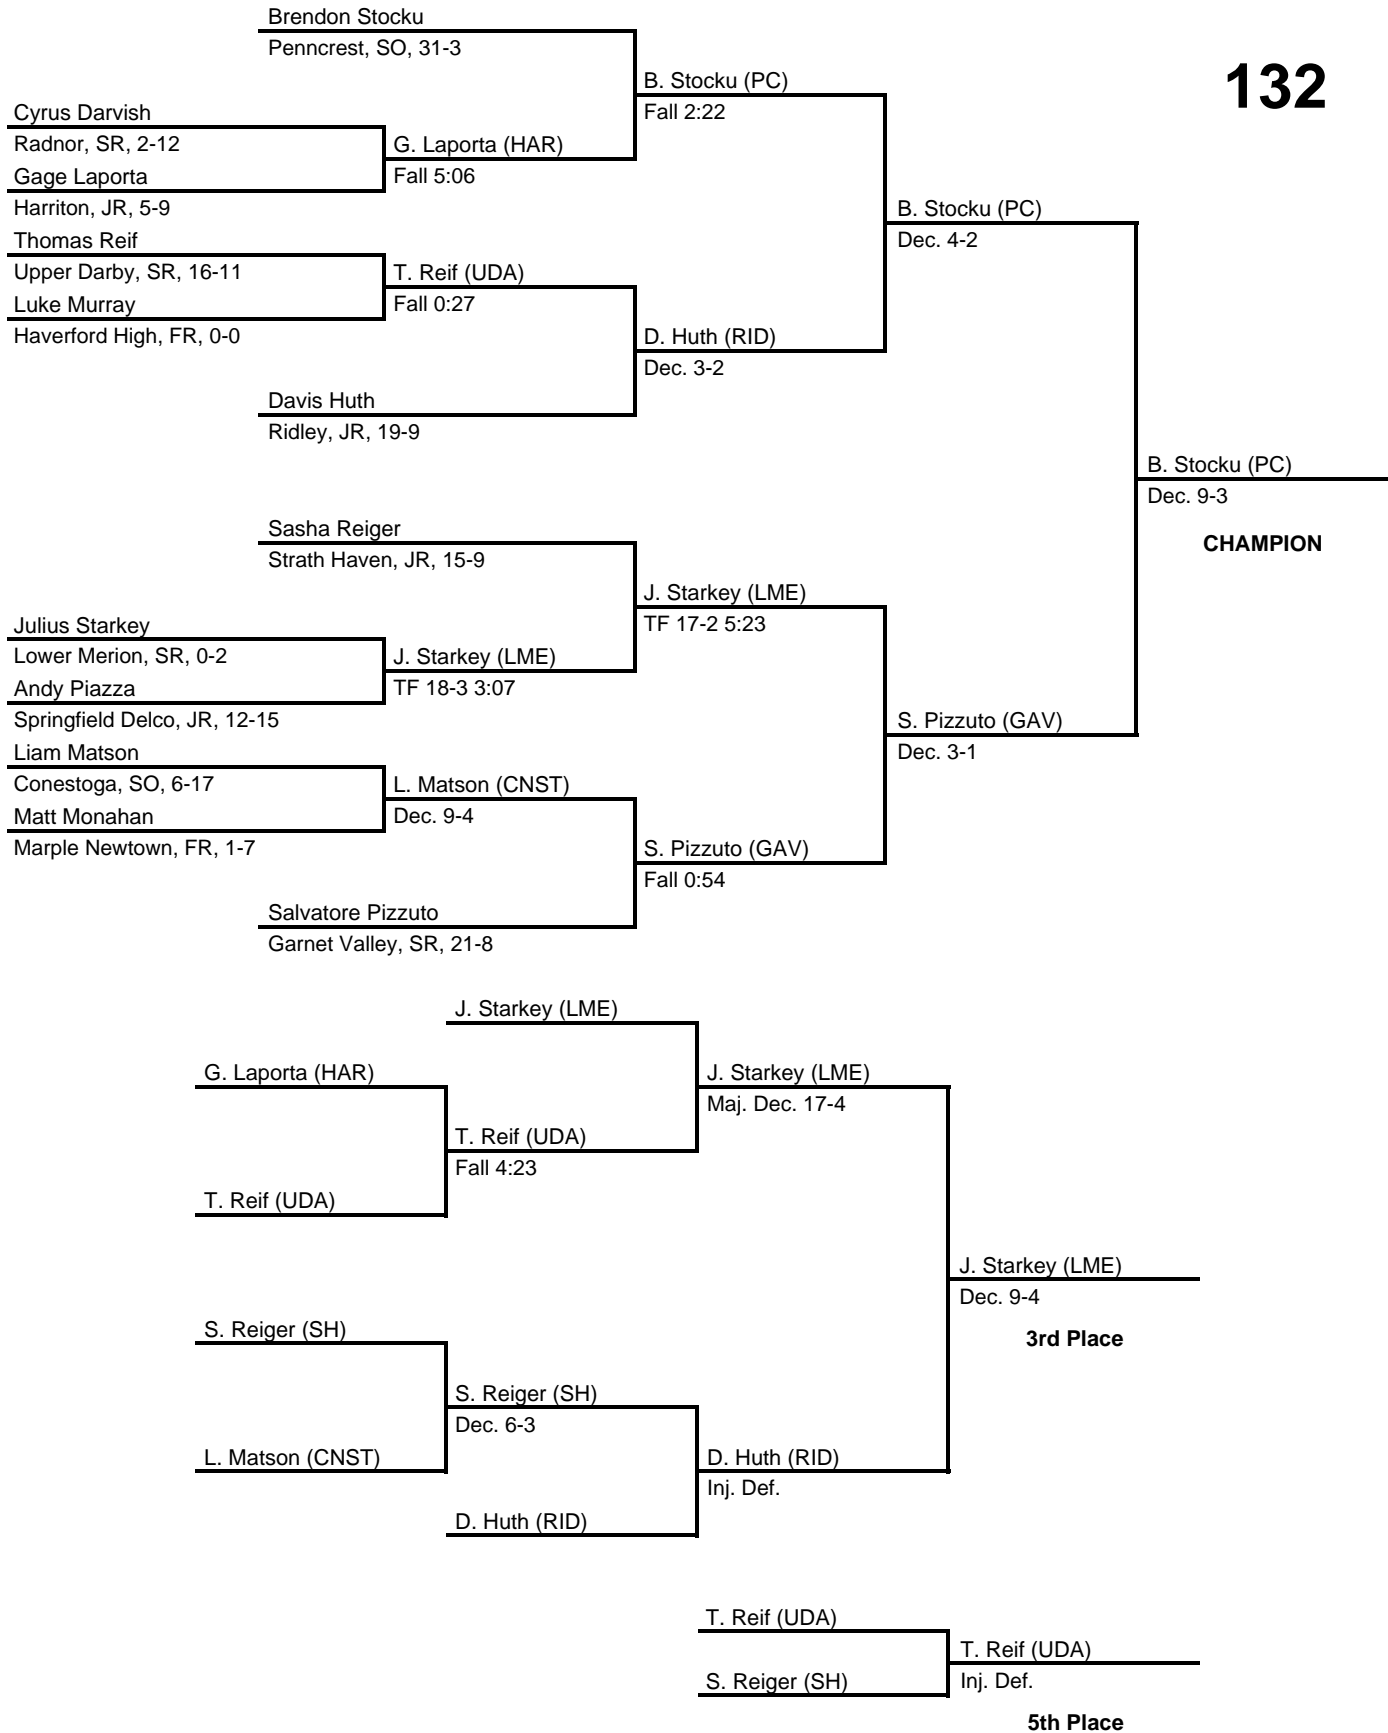 Brendon Stocku
Penncrest, SO, 31-3
132
B. Stocku (PC)
Fall 2:22
Cyrus Darvish
Radnor, SR, 2-12
G. Laporta (HAR)
Fall 5:06
Gage Laporta
Harriton, JR, 5-9
B. Stocku (PC)
Dec. 4-2
Thomas Reif
Upper Darby, SR, 16-11
T. Reif (UDA)
Fall 0:27
Luke Murray
Haverford High, FR, 0-0
D. Huth (RID)
Dec. 3-2
Davis Huth
Ridley, JR, 19-9
B. Stocku (PC)
Dec. 9-3
CHAMPION
Sasha Reiger
Strath Haven, JR, 15-9
J. Starkey (LME)
TF 17-2 5:23
Julius Starkey
Lower Merion, SR, 0-2
J. Starkey (LME)
TF 18-3 3:07
Andy Piazza
Springfield Delco, JR, 12-15
S. Pizzuto (GAV)
Dec. 3-1
Liam Matson
Conestoga, SO, 6-17
L. Matson (CNST)
Dec. 9-4
Matt Monahan
Marple Newtown, FR, 1-7
S. Pizzuto (GAV)
Fall 0:54
Salvatore Pizzuto
Garnet Valley, SR, 21-8
J. Starkey (LME)
G. Laporta (HAR)
J. Starkey (LME)
Maj. Dec. 17-4
T. Reif (UDA)
Fall 4:23
T. Reif (UDA)
J. Starkey (LME)
Dec. 9-4
3rd Place
S. Reiger (SH)
S. Reiger (SH)
Dec. 6-3
L. Matson (CNST)
D. Huth (RID)
Inj. Def.
D. Huth (RID)
T. Reif (UDA)
T. Reif (UDA)
Inj. Def.
S. Reiger (SH)
5th Place